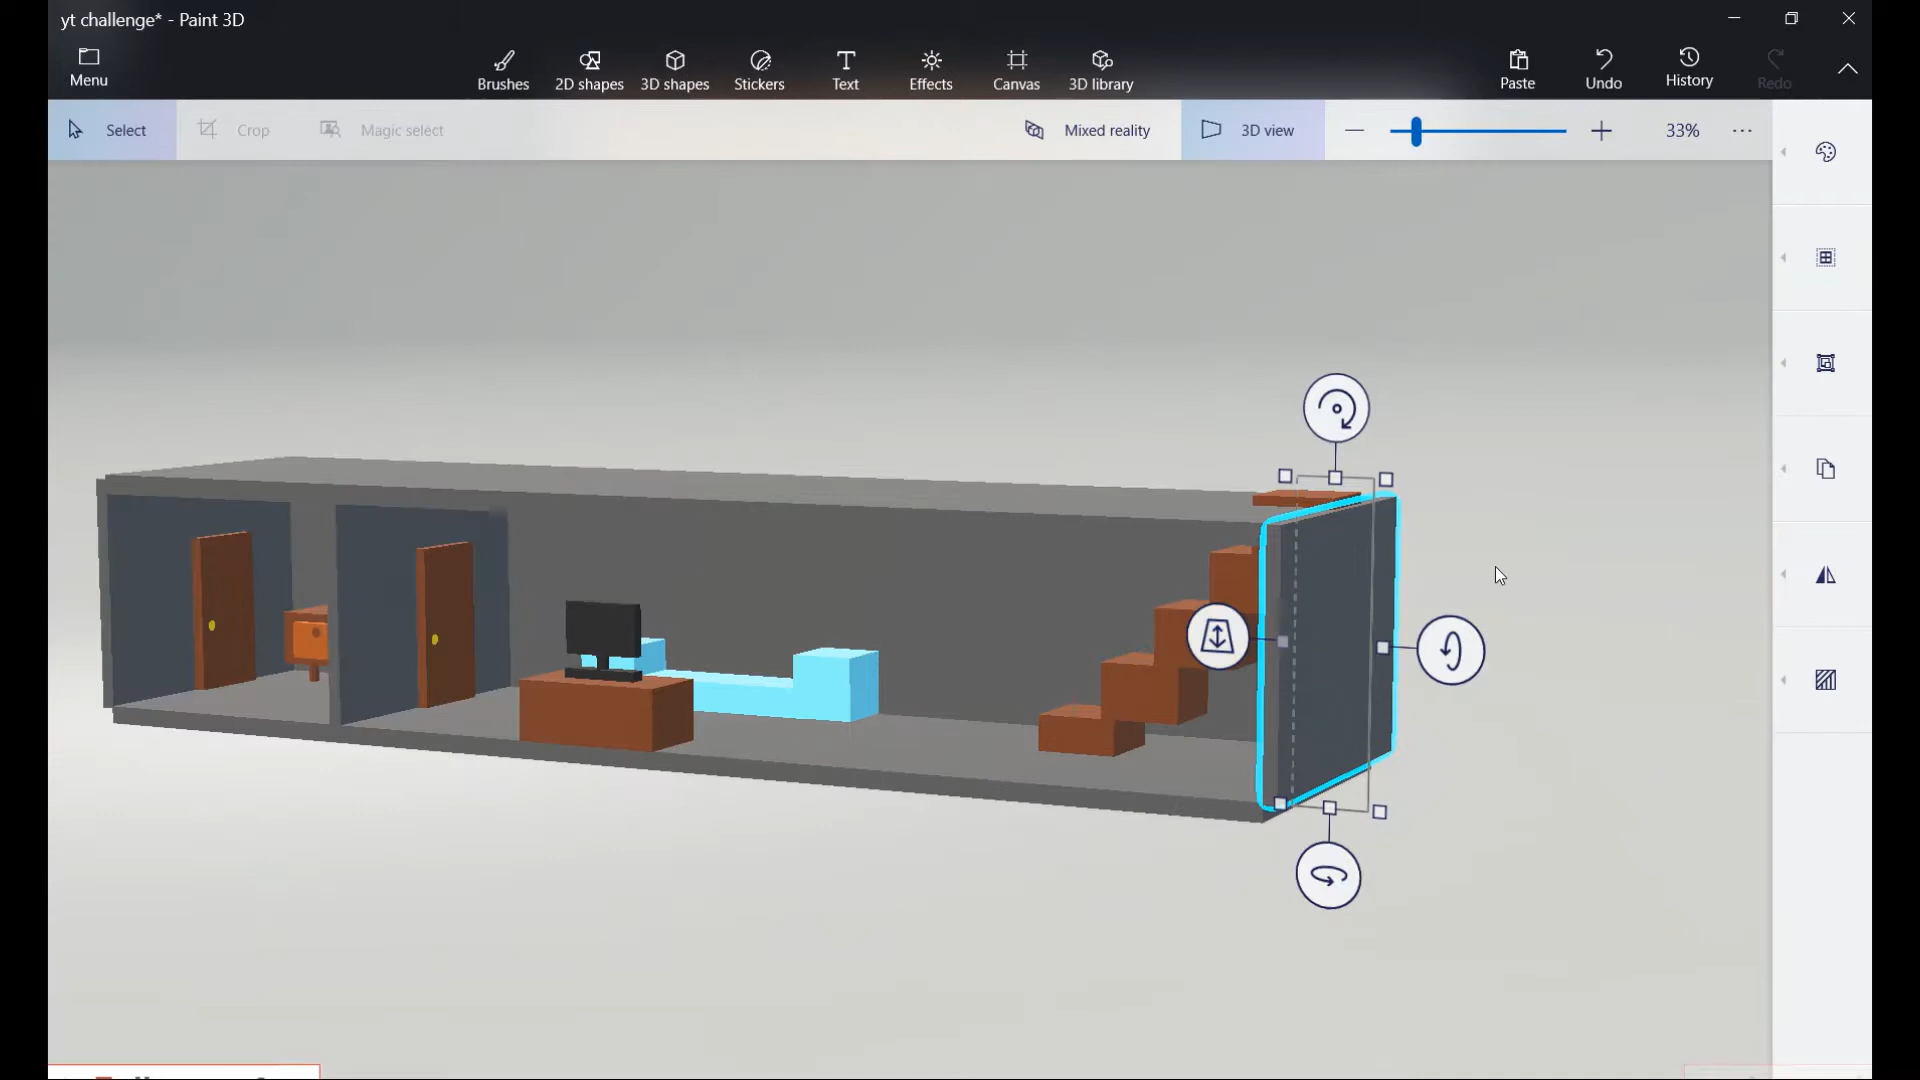 yt challenge* - Paint 3D
Menu
Brushes
2D shapes
3D shapes
Stickers
Text
Effects
Canvas
3D library
Paste
Undo
History
Redo
Select
Crop
Magic select
Mixed reality
3D view
33%